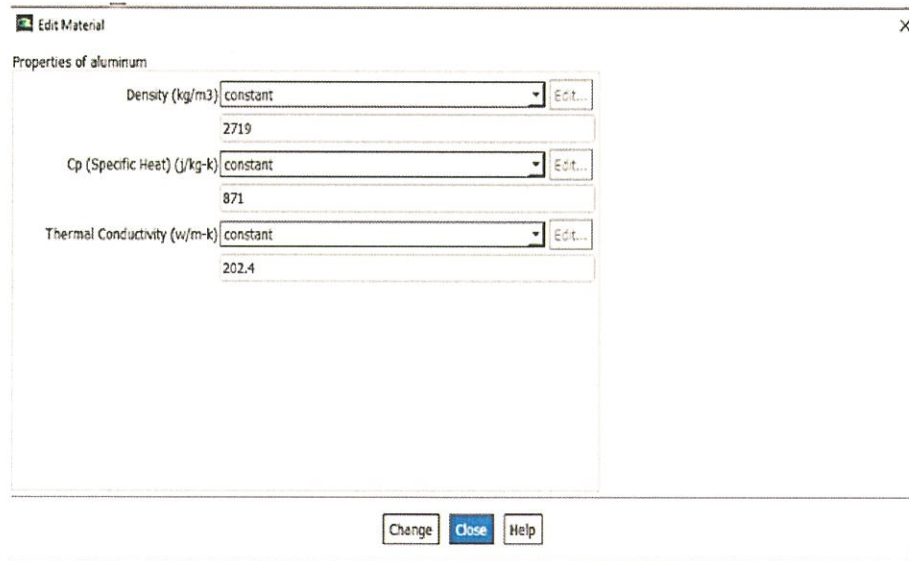 Edit Material
Properties of aluminum
Density (kg/m3) constant Edit...
2719
Cp (Specific Heat) (j/kg-k) constant Edit...
871
Thermal Conductivity (w/m-k) constant Edit...
202.4
Change Close Help